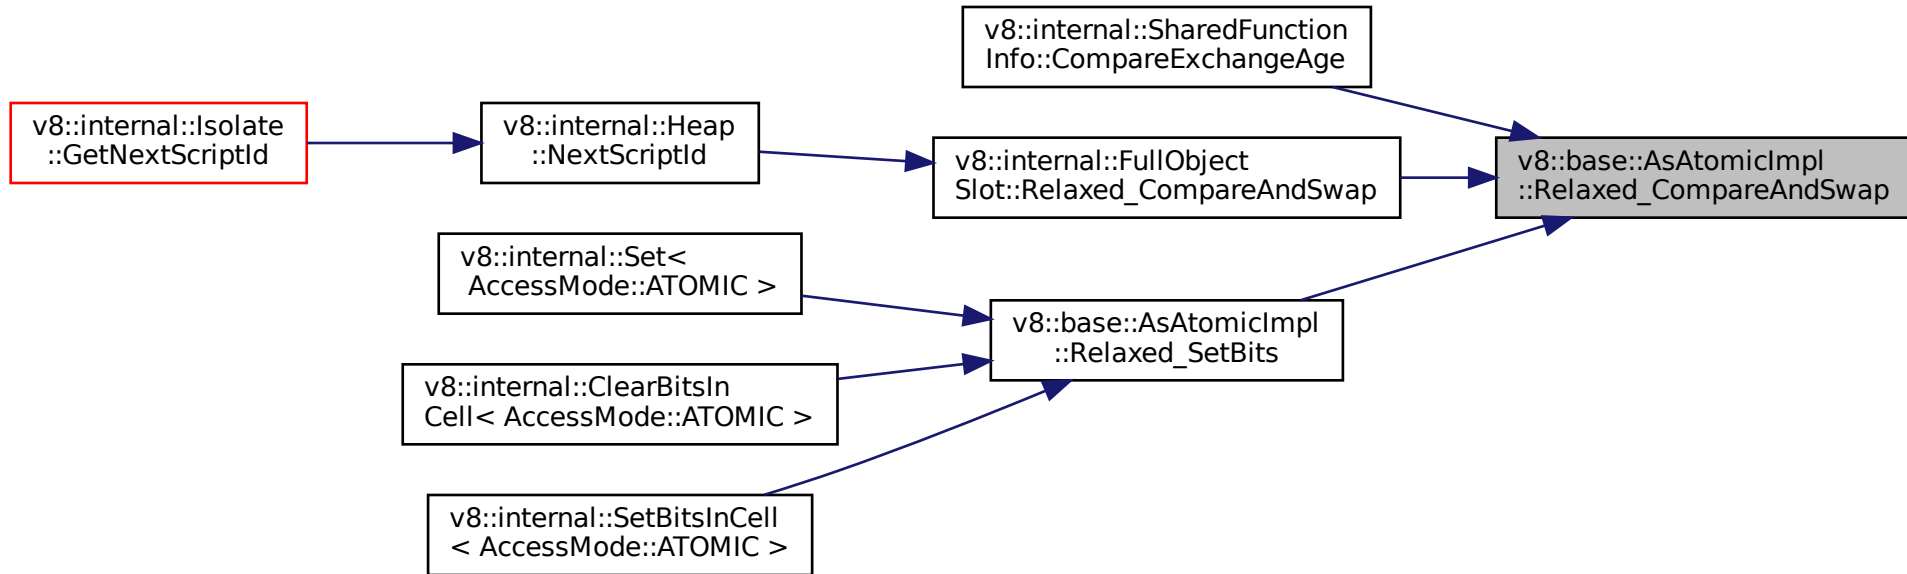 v8::internal::SharedFunction
Info::CompareExchangeAge
v8::internal::Isolate
::GetNextScriptId
v8::internal::Heap
::NextScriptId
v8::internal::FullObject
Slot::Relaxed_CompareAndSwap
v8::base::AsAtomicImpl
::Relaxed_CompareAndSwap
v8::internal::Set<
AccessMode::ATOMIC >
v8::base::AsAtomicImpl
::Relaxed_SetBits
v8::internal::ClearBitsIn
Cell< AccessMode::ATOMIC >
v8::internal::SetBitsInCell
< AccessMode::ATOMIC >